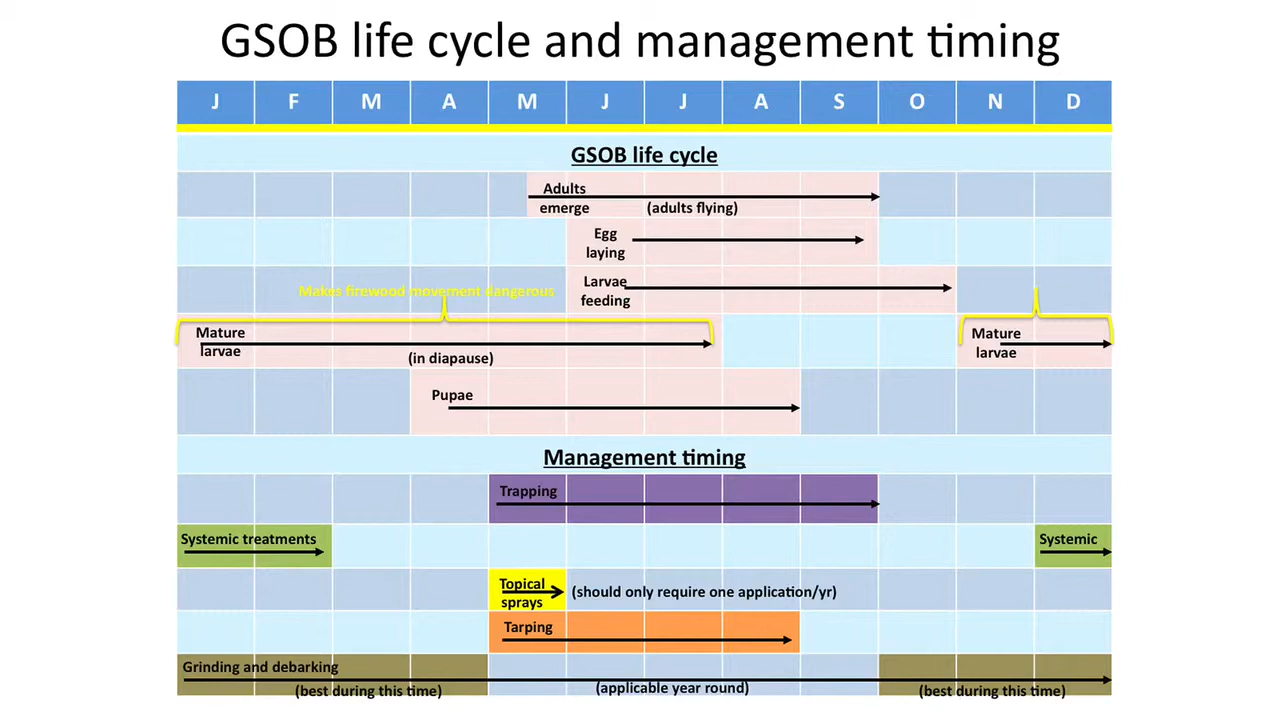 GSOB life cycle and management timing
J F M A M J J A S O N D
GSOB life cycle
Adults
emerge
(adults flying)
Egg
laying
Larvae
feeding
Makes firewood movement dangerous
Mature
larvae
(in diapause)
Mature
larvae
Pupae
Management timing
Trapping
Systemic treatments
Systemic
Topical
sprays
(should only require one application/yr)
Tarping
Grinding and debarking
(best during this time)
(applicable year round)
(best during this time)